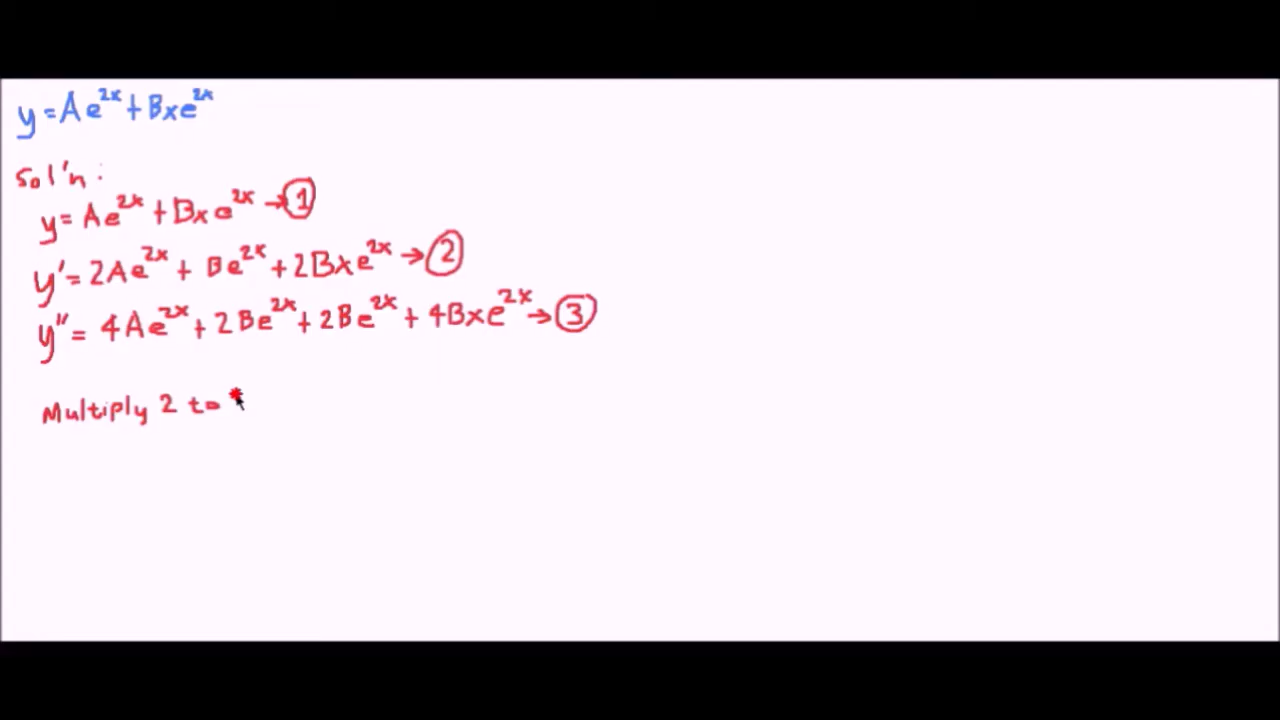 y=Ae^{2x}+Bxe^{2x}
Sol'n:
y=Ae^{2x}+Bxe^{2x}→①
y'=2Ae^{2x}+Be^{2x}+2Bxe^{2x}→②
y''=4Ae^{2x}+2Be^{2x}+2Be^{2x}+4Bxe^{2x}→③
Multiply 2 to